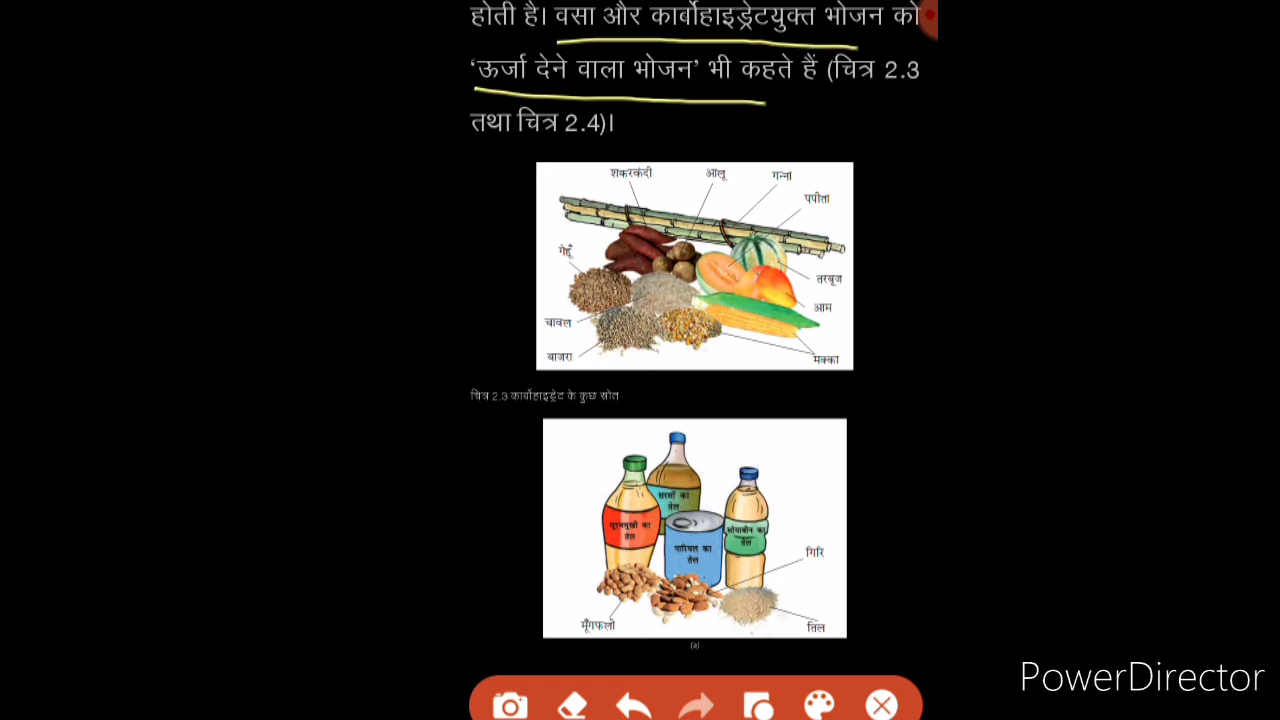 होती है। वसा और कार्बोहाइड्रेटयुक्त भोजन को
‘ऊर्जा देने वाला भोजन’ भी कहते हैं (चित्र 2.3
तथा चित्र 2.4)।
शकरकंदी
आलू
गन्ना
पपीता
गेहूँ
तरबूज
आम
चावल
बाजरा
मक्का
चित्र 2.3 कार्बोहाइड्रेट के कुछ स्रोत
सरसों का
तेल
सूरजमुखी का
तेल
सोयाबीन का
तेल
नारियल का
तेल
गिरि
मूँगफली
तिल
(a)
PowerDirector